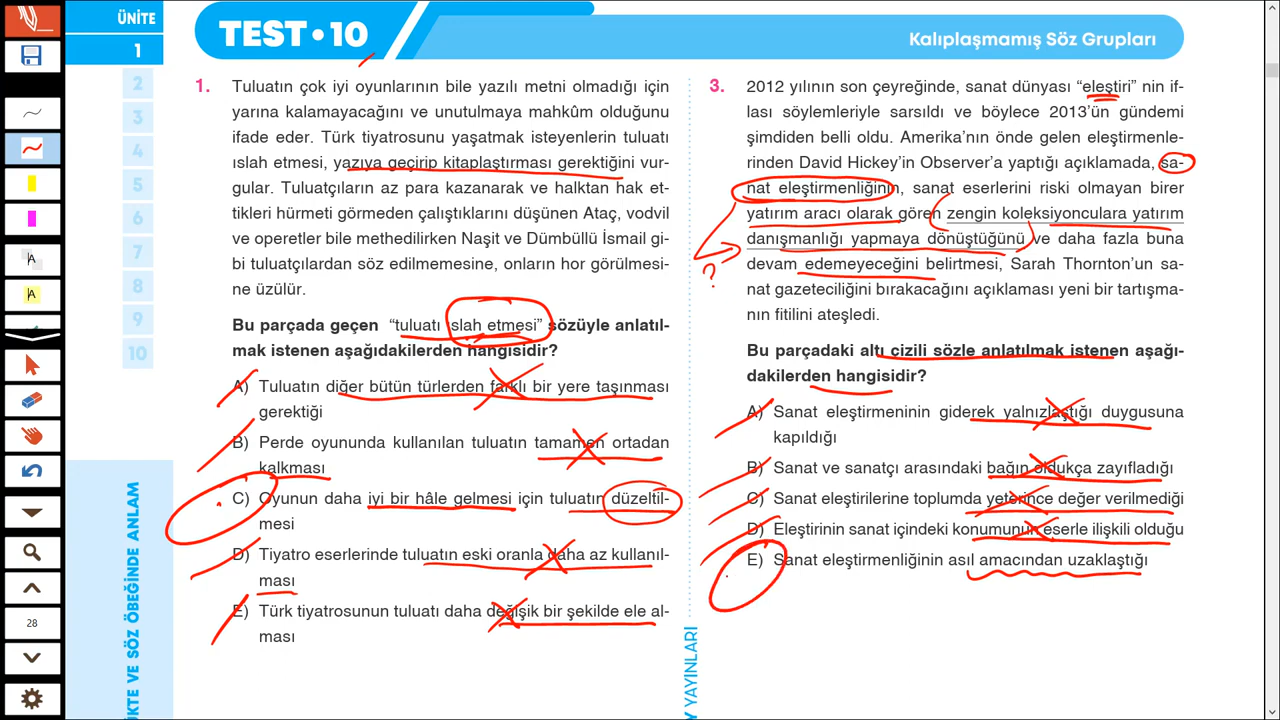 ÜNİTE
1
2
3
4
5
6
7
8
9
10
TEST•10
Kalıplaşmamış Söz Grupları
1. Tuluatın çok iyi oyunlarının bile yazılı metni olmadığı için
yarına kalamayacağını ve unutulmaya mahkûm olduğunu
ifade eder. Türk tiyatrosunu yaşatmak isteyenlerin tuluatı
ıslah etmesi, yazıya geçirip kitaplaştırması gerektiğini vur-
gular. Tuluatçıların az para kazanarak ve halktan hak et-
tikleri hürmeti görmeden çalıştıklarını düşünen Ataç, vodvil
ve operetler bile methedilirken Naşit ve Dümbüllü İsmail gi-
bi tuluatçılardan söz edilmemesine, onların hor görülmesi-
ne üzülür.
Bu parçada geçen “tuluatı ıslah etmesi” sözüyle anlatıl-
mak istenen aşağıdakilerden hangisidir?
A) Tuluatın diğer bütün türlerden farklı bir yere taşınması
gerektiği
B) Perde oyununda kullanılan tuluatın tamamen ortadan
kalkması
C) Oyunun daha iyi bir hâle gelmesi için tuluatın düzeltil-
mesi
D) Tiyatro eserlerinde tuluatın eski oranla daha az kullanıl-
ması
E) Türk tiyatrosunun tuluatı daha değişik bir şekilde ele al-
ması
3. 2012 yılının son çeyreğinde, sanat dünyası “eleştiri” nin if-
lası söylemleriyle sarsıldı ve böylece 2013’ün gündemi
şimdiden belli oldu. Amerika’nın önde gelen eleştirmenle-
rinden David Hickey’in Observer’a yaptığı açıklamada, sa-
nat eleştirmenliğinin, sanat eserlerini riski olmayan birer
yatırım aracı olarak gören zengin koleksiyonculara yatırım
danışmanlığı yapmaya dönüştüğünü ve daha fazla buna
devam edemeyeceğini belirtmesi, Sarah Thornton’un sa-
nat gazeteciliğini bırakacağını açıklaması yeni bir tartışma-
nın fitilini ateşledi.
?
Bu parçadaki altı çizili sözle anlatılmak istenen aşağı-
dakilerden hangisidir?
A) Sanat eleştirmeninin giderek yalnızlaştığı duygusuna
kapıldığı
B) Sanat ve sanatçı arasındaki bağın oldukça zayıfladığı
C) Sanat eleştirilerine toplumda yeterince değer verilmediği
D) Eleştirinin sanat içindeki konumunun eserle ilişkili olduğu
E) Sanat eleştirmenliğinin asıl amacından uzaklaştığı
ÜKTE VE SÖZ ÖBEĞİNDE ANLAM
YAYINLARI
A
A
28